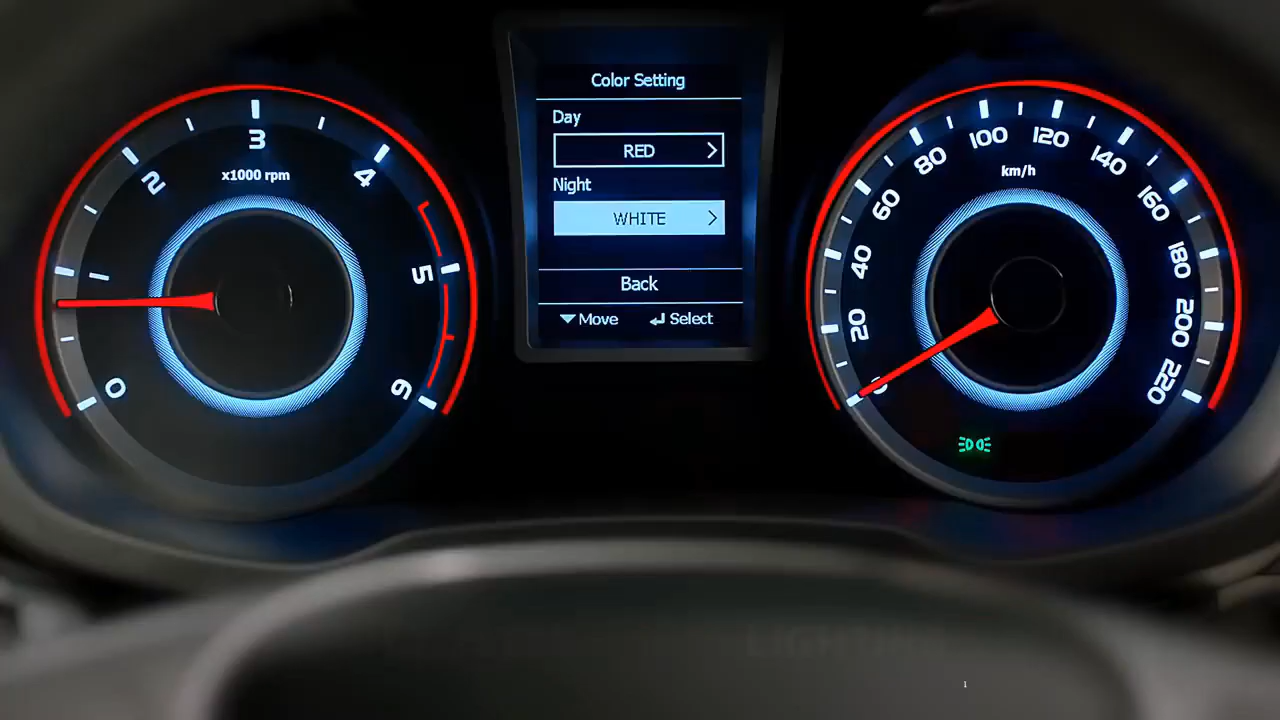 0
2
3
4
5
6
x1000 rpm
Color Setting
Day
RED
Night
WHITE
Back
Move
Select
0
20
40
60
80
100
120
140
160
180
200
220
km/h